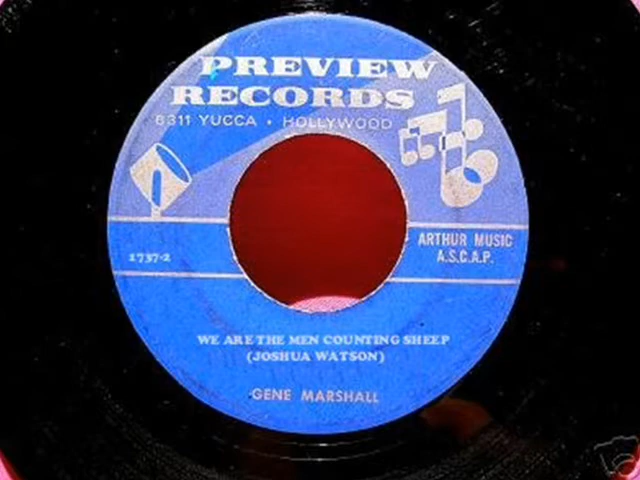 PREVIEW
RECORDS
6311 YUCCA • HOLLYWOOD
ARTHUR MUSIC
A.S.C.A.P.
1737-2
WE ARE THE MEN COUNTING SHEEP
(JOSHUA WATSON)
GENE MARSHALL